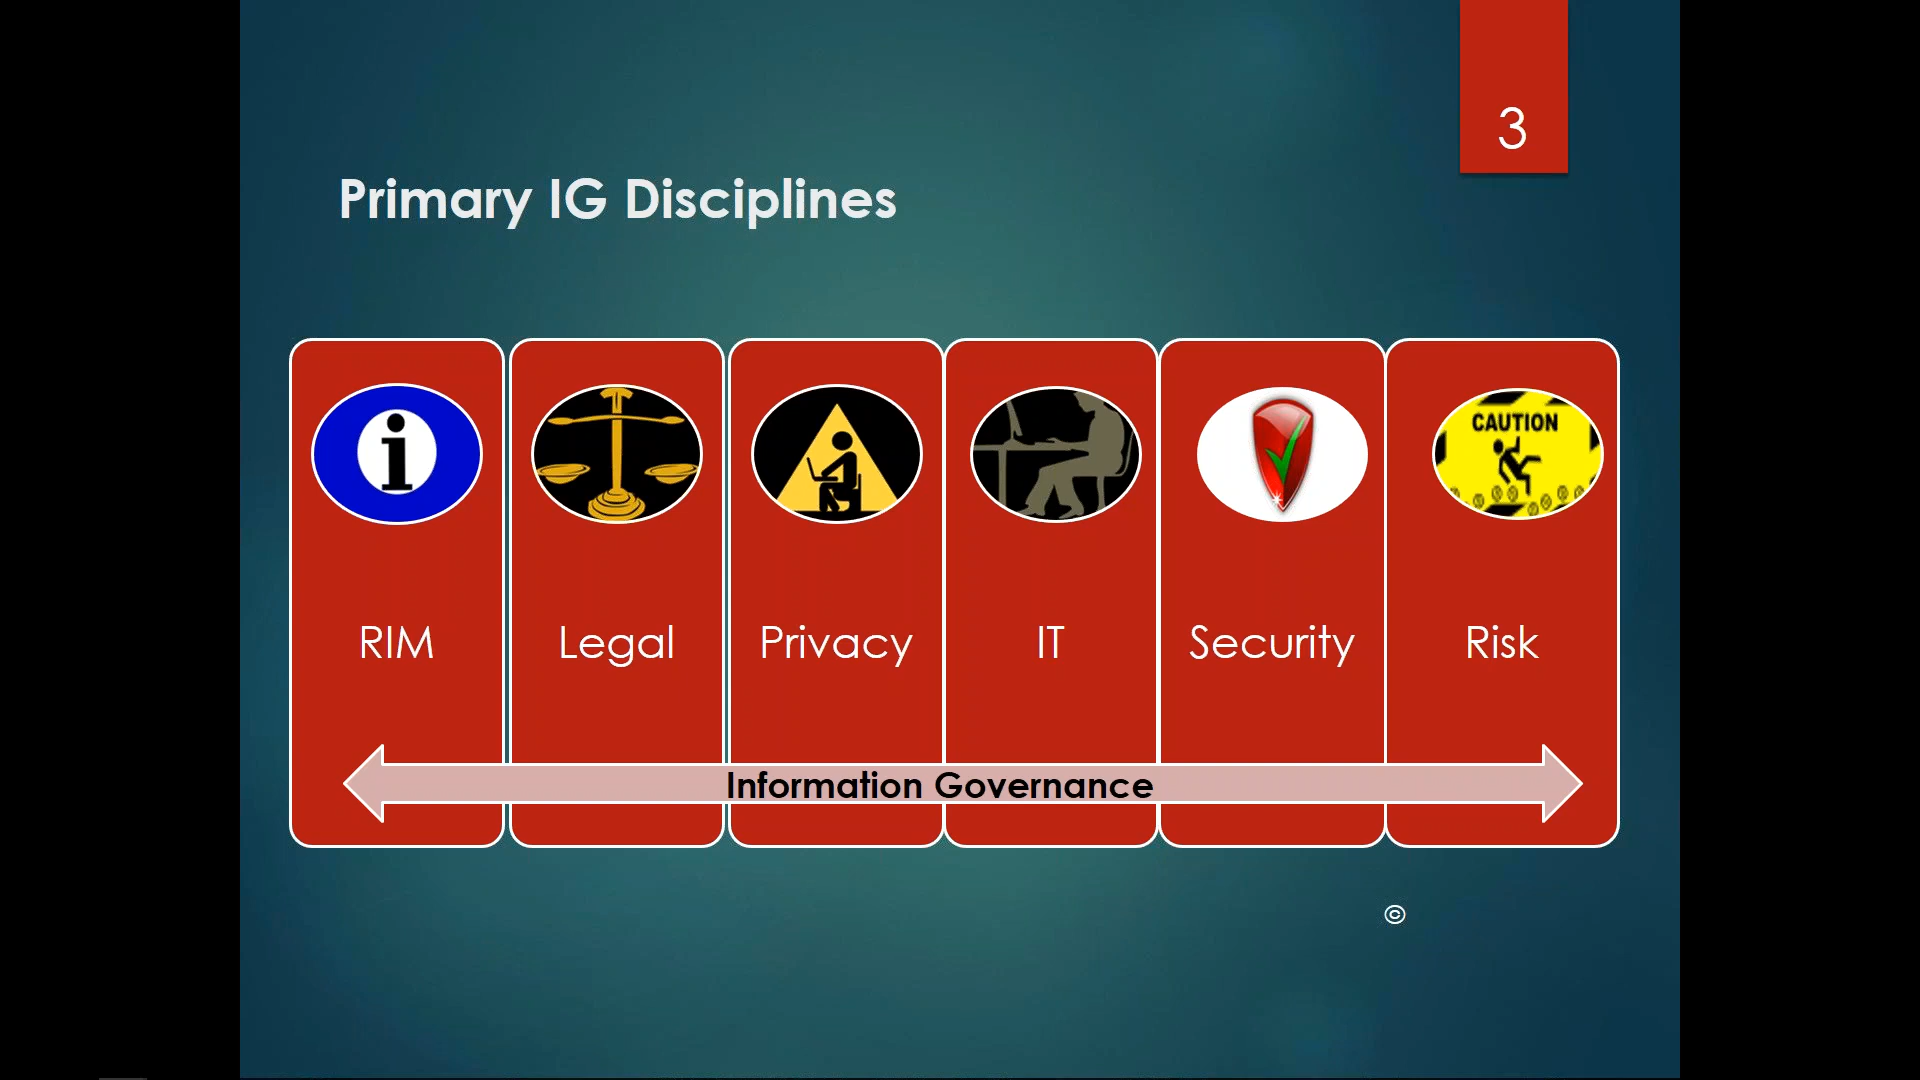 3
Primary IG Disciplines
i
CAUTION
RIM
Legal
Privacy
IT
Security
Risk
Information Governance
©